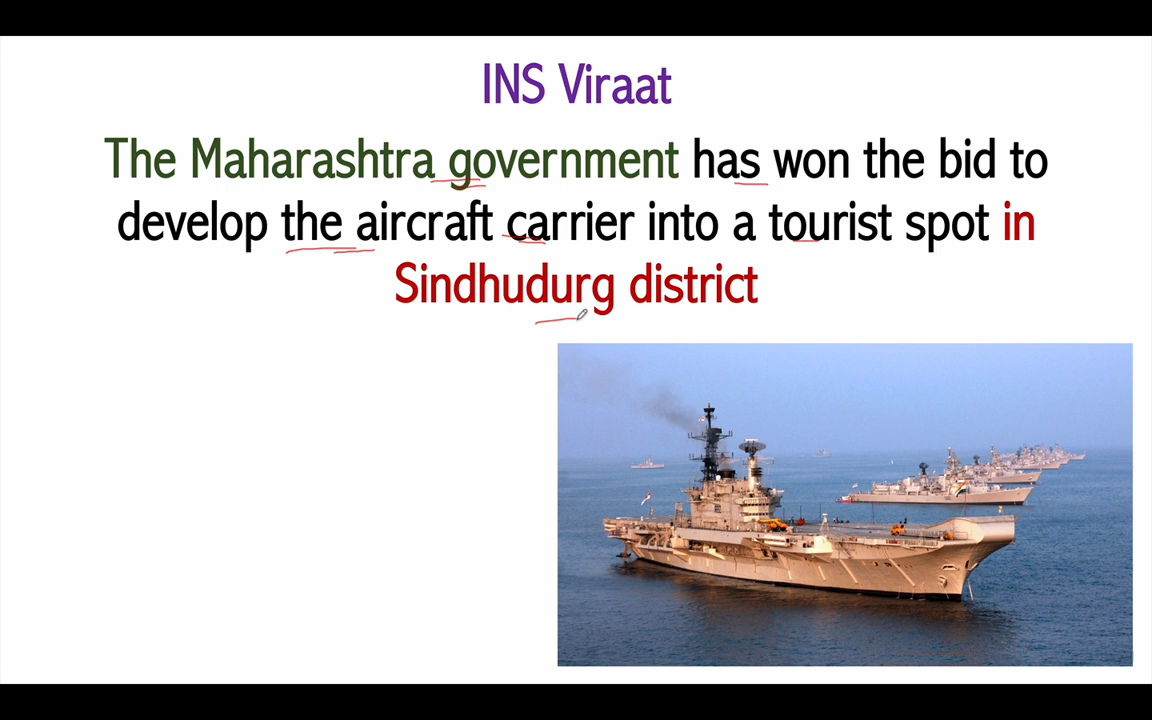 INS Viraat
The Maharashtra government has won the bid to
develop the aircraft carrier into a tourist spot in
Sindhudurg district